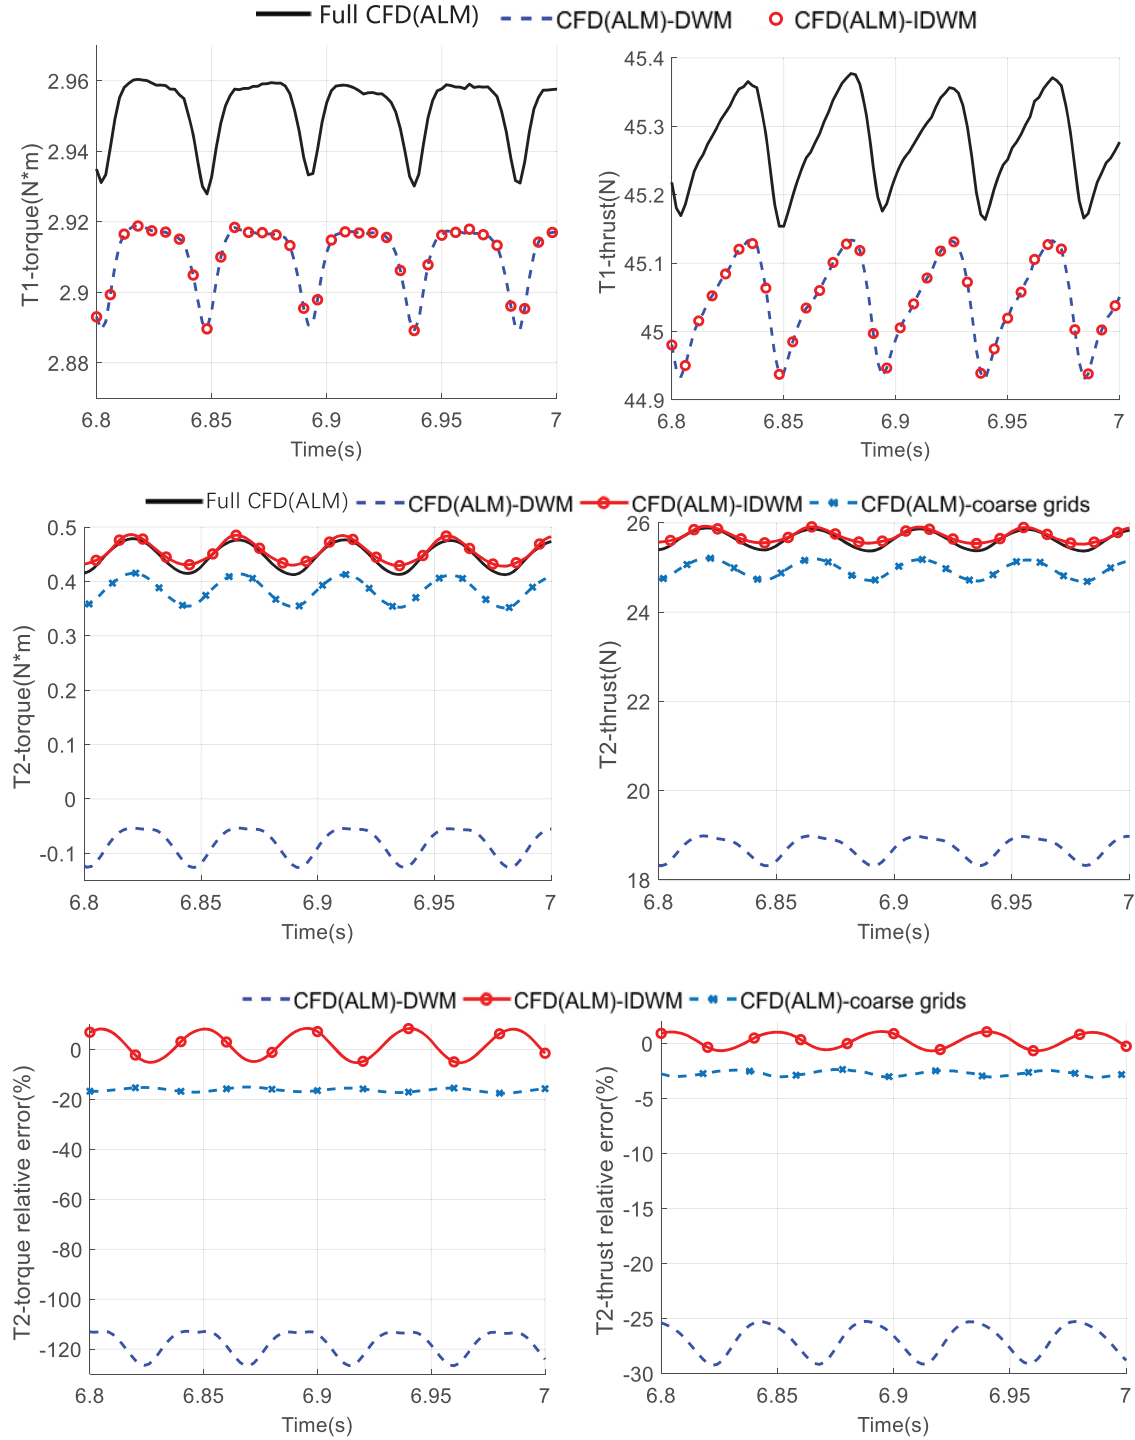 Full CFD(ALM) CFD(ALM)-DWM CFD(ALM)-IDWM
T1-torque(N*m)
2.96
2.94
2.92
2.9
2.88
6.8 6.85 6.9 6.95 7
Time(s)
T1-thrust(N)
45.4
45.3
45.2
45.1
45
44.9
6.8 6.85 6.9 6.95 7
Time(s)
Full CFD(ALM) CFD(ALM)-DWM CFD(ALM)-IDWM CFD(ALM)-coarse grids
T2-torque(N*m)
0.5
0.4
0.3
0.2
0.1
0
-0.1
6.8 6.85 6.9 6.95 7
Time(s)
T2-thrust(N)
26
24
22
20
18
6.8 6.85 6.9 6.95 7
Time(s)
CFD(ALM)-DWM CFD(ALM)-IDWM CFD(ALM)-coarse grids
T2-torque relative error(%)
0
-20
-40
-60
-80
-100
-120
6.8 6.85 6.9 6.95 7
Time(s)
T2-thrust relative error(%)
0
-5
-10
-15
-20
-25
-30
6.8 6.85 6.9 6.95 7
Time(s)